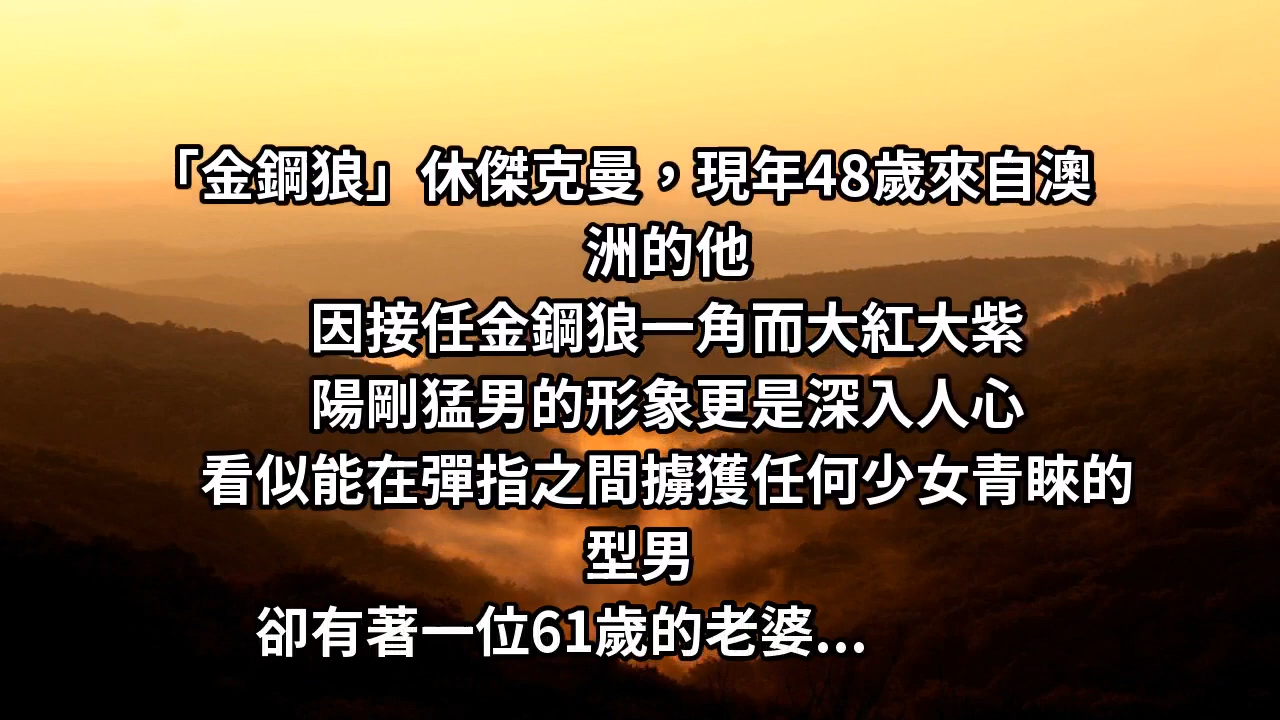 「金鋼狼」休傑克曼，現年48歲來自澳
洲的他
因接任金鋼狼一角而大紅大紫
陽剛猛男的形象更是深入人心
看似能在彈指之間擄獲任何少女青睞的
型男
卻有著一位61歲的老婆...